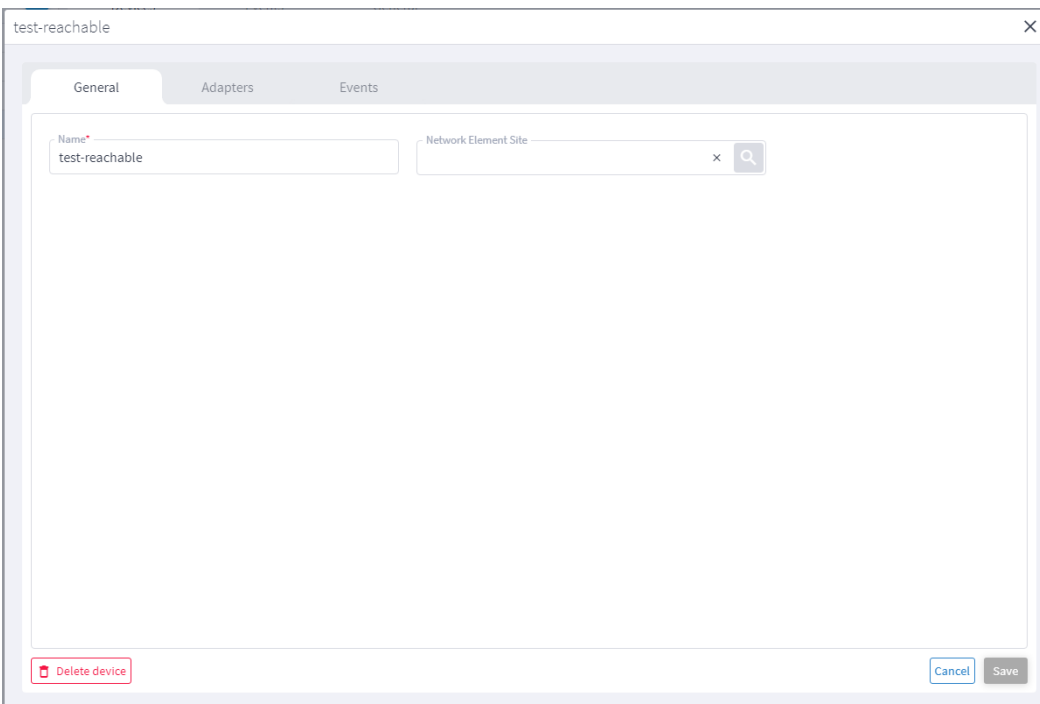 test-reachable
General Adapters Events
Name* Network Element Site
test-reachable
Delete device Cancel Save